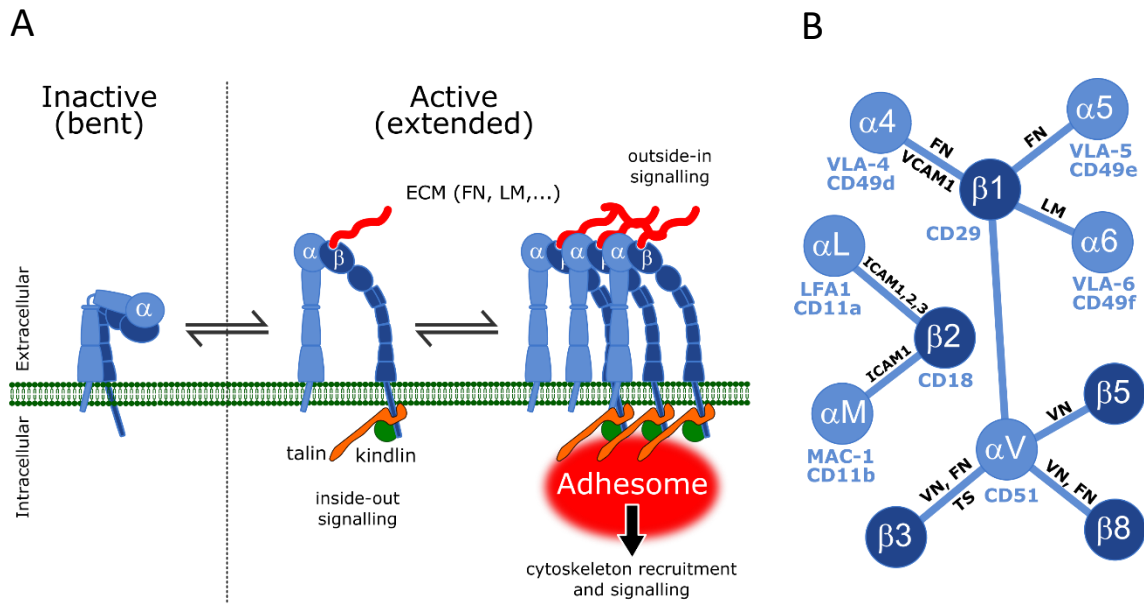 A
Inactive
(bent)
Active
(extended)
ECM (FN, LM,...)
outside-in
signalling
α
α
β
α
β
α
β
α
β
Extracellular
Intracellular
talin
kindlin
inside-out
signalling
Adhesome
cytoskeleton recruitment
and signalling
B
α4
VLA-4
CD49d
FN
VCAM1
α5
VLA-5
CD49e
FN
β1
CD29
LM
α6
VLA-6
CD49f
αL
LFA1
CD11a
ICAM1,2,3
β2
CD18
ICAM1
αM
MAC-1
CD11b
αV
CD51
VN
β5
VN, FN
TS
β3
VN, FN
β8